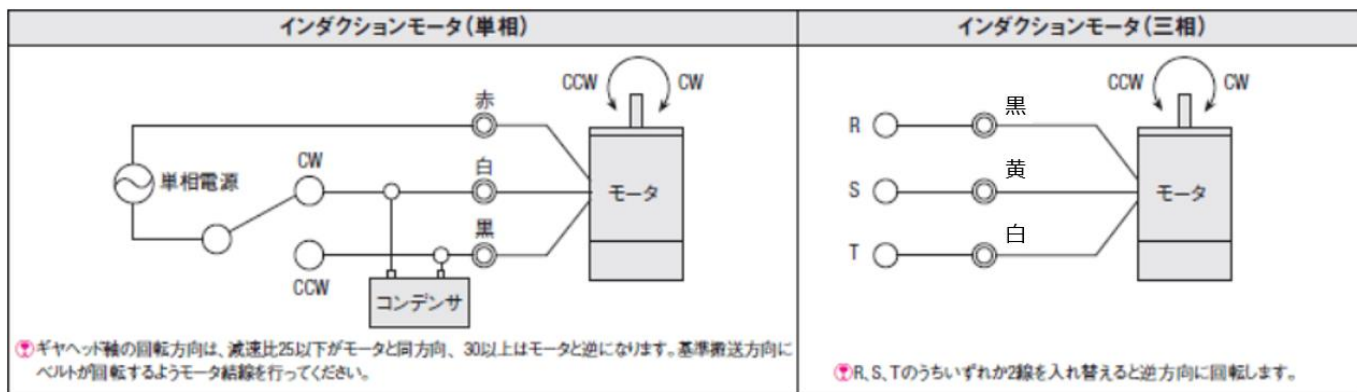 インダクションモータ(単相)
インダクションモータ(三相)
CCW
CW
赤
CW
白
単相電源
モータ
黒
CCW
コンデンサ
ギヤヘッド軸の回転方向は、減速比25以下がモータと同方向、30以上はモータと逆になります。基準搬送方向に
ベルトが回転するようモータ結線を行ってください。
CCW
CW
R
黒
S
黄
モータ
T
白
R、S、Tのうちいずれか2線を入れ替えると逆方向に回転します。